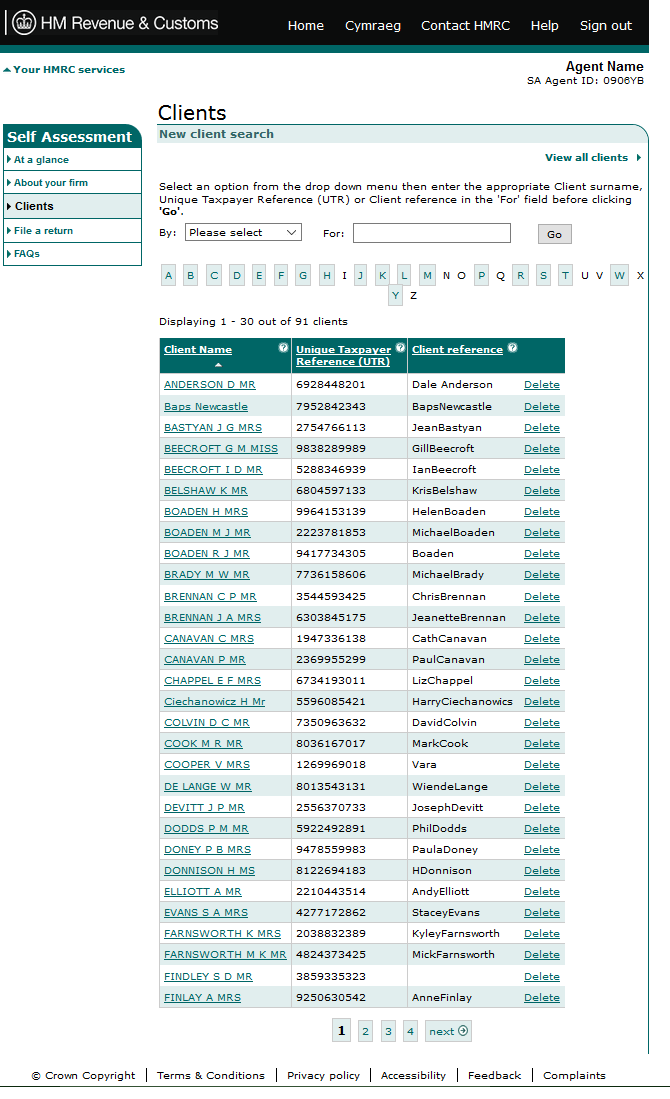 HM Revenue & Customs Home Cymraeg Contact HMRC Help Sign out
Your HMRC services
Agent Name
SA Agent ID: 0906YB
Clients
Self Assessment
At a glance
About your firm
Clients
File a return
FAQs
New client search
View all clients
Select an option from the drop down menu then enter the appropriate Client surname,
Unique Taxpayer Reference (UTR) or Client reference in the 'For' field before clicking
'Go'.
By: Please select For: Go
A B C D E F G H I J K L M N O P Q R S T U V W X
Y Z
Displaying 1 - 30 out of 91 clients
Client Name ? Unique Taxpayer Reference (UTR) ? Client reference ?
ANDERSON D MR 6928448201 Dale Anderson Delete
Baps Newcastle 7952842343 BapsNewcastle Delete
BASTYAN J G MRS 2754766113 JeanBastyan Delete
BEECROFT G M MISS 9838289989 GillBeecroft Delete
BEECROFT I D MR 5288346939 IanBeecroft Delete
BELSHAW K MR 6804597133 KrisBelshaw Delete
BOADEN H MRS 9964153139 HelenBoaden Delete
BOADEN M J MR 2223781853 MichaelBoaden Delete
BOADEN R J MR 9417734305 Boaden Delete
BRADY M W MR 7736158606 MichaelBrady Delete
BRENNAN C P MR 3544593425 ChrisBrennan Delete
BRENNAN J A MRS 6303845175 JeanetteBrennan Delete
CANAVAN C MRS 1947336138 CathCanavan Delete
CANAVAN P MR 2369955299 PaulCanavan Delete
CHAPPEL E F MRS 6734193011 LizChappel Delete
Ciechanowicz H Mr 5596085421 HarryCiechanowics Delete
COLVIN D C MR 7350963632 DavidColvin Delete
COOK M R MR 8036167017 MarkCook Delete
COOPER V MRS 1269969018 Vara Delete
DE LANGE W MR 8013543131 WiendeLange Delete
DEVITT J P MR 2556370733 JosephDevitt Delete
DODDS P M MR 5922492891 PhilDodds Delete
DONEY P B MRS 9478559983 PaulaDoney Delete
DONNISON H MS 8122694183 HDonnison Delete
ELLIOTT A MR 2210443514 AndyElliott Delete
EVANS S A MRS 4277172862 StaceyEvans Delete
FARNSWORTH K MRS 2038832389 KyleyFarnsworth Delete
FARNSWORTH M K MR 4824373425 MickFarnsworth Delete
FINDLEY S D MR 3859335323 Delete
FINLAY A MRS 9250630542 AnneFinlay Delete
1 2 3 4 next
© Crown Copyright Terms & Conditions Privacy policy Accessibility Feedback Complaints